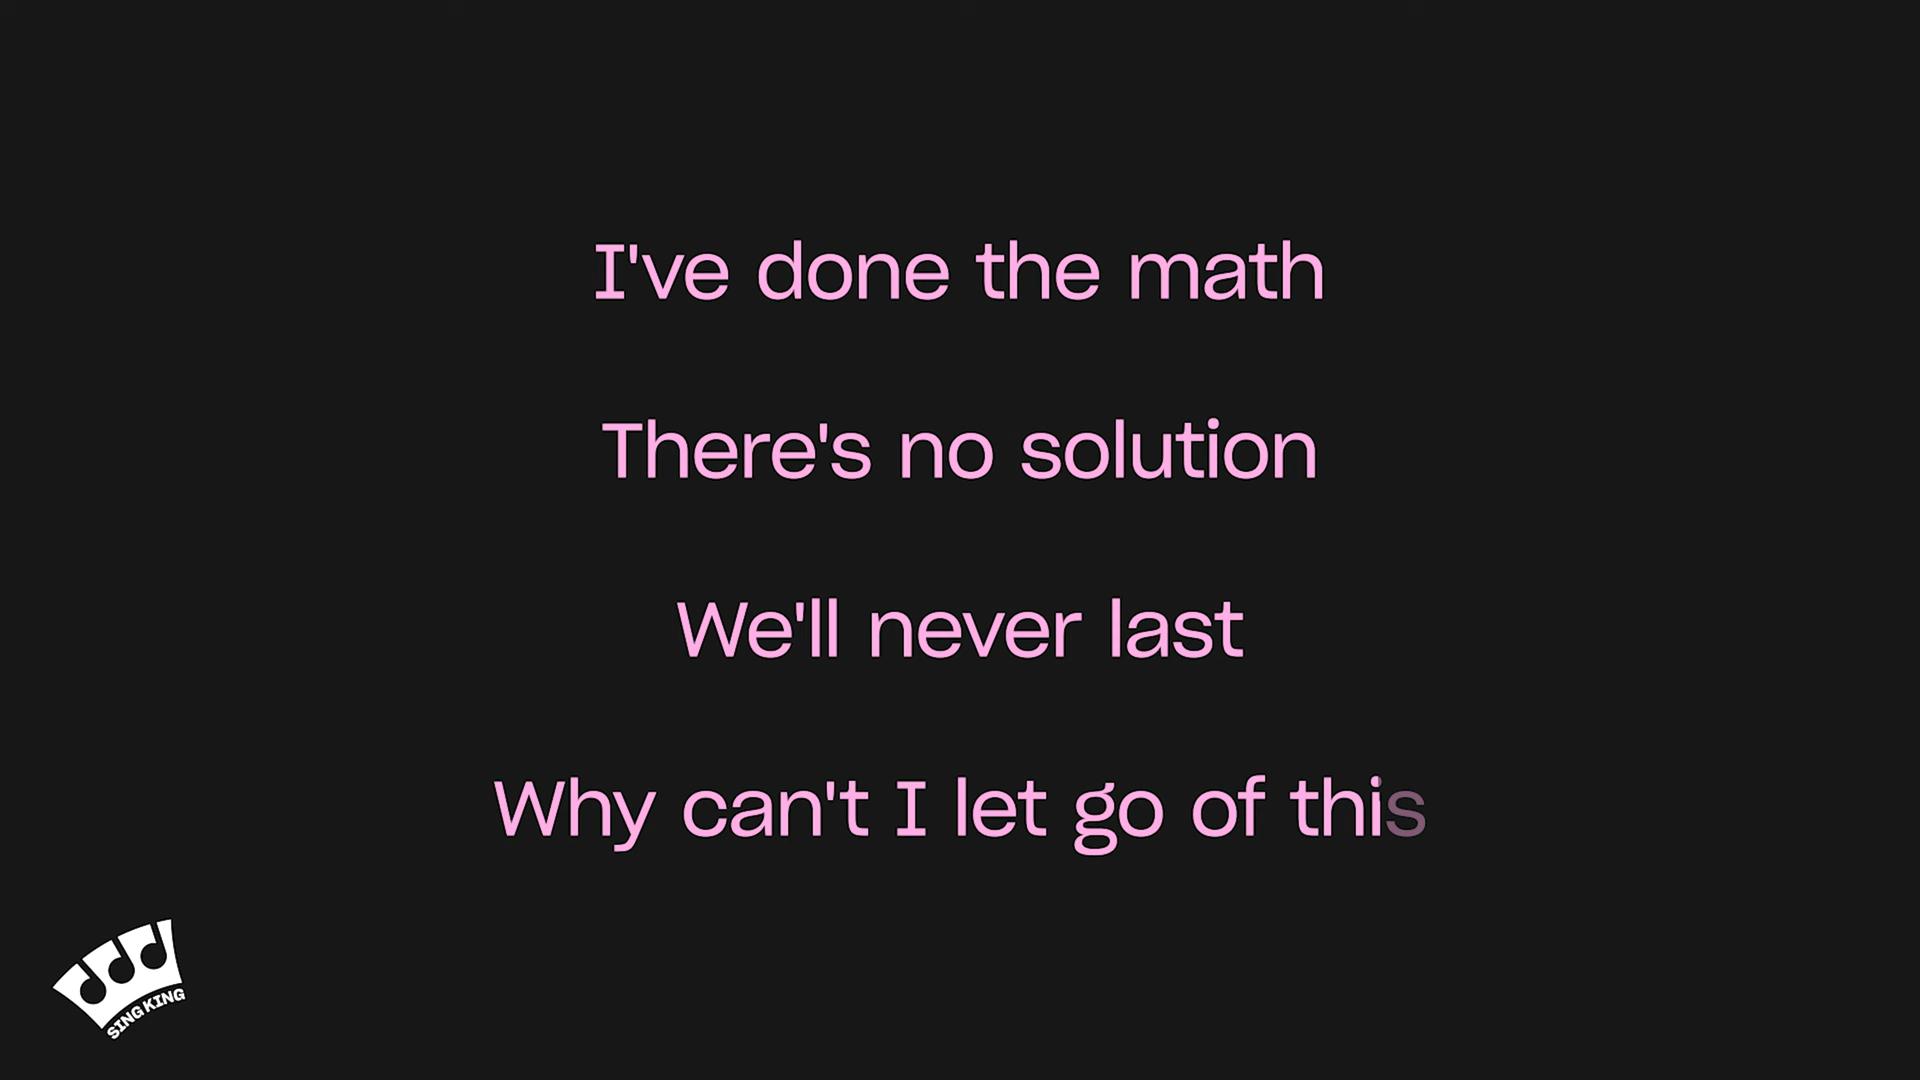 I've done the math
There's no solution
We'll never last
Why can't I let go of this
SING KING